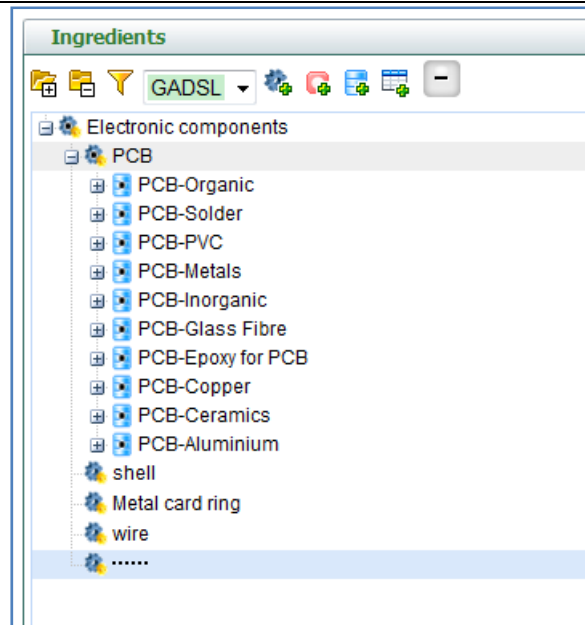 Ingredients
GADSL
Electronic components
PCB
PCB-Organic
PCB-Solder
PCB-PVC
PCB-Metals
PCB-Inorganic
PCB-Glass Fibre
PCB-Epoxy for PCB
PCB-Copper
PCB-Ceramics
PCB-Aluminium
shell
Metal card ring
wire
······